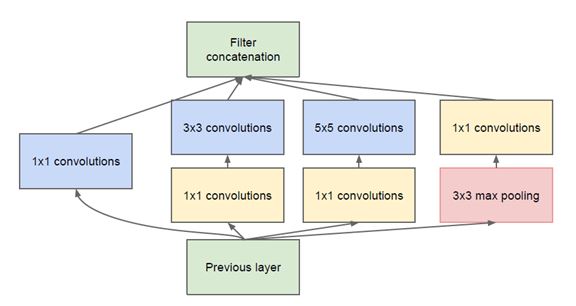 Filter
concatenation
3x3 convolutions
5x5 convolutions
1x1 convolutions
1x1 convolutions
1x1 convolutions
1x1 convolutions
3x3 max pooling
Previous layer